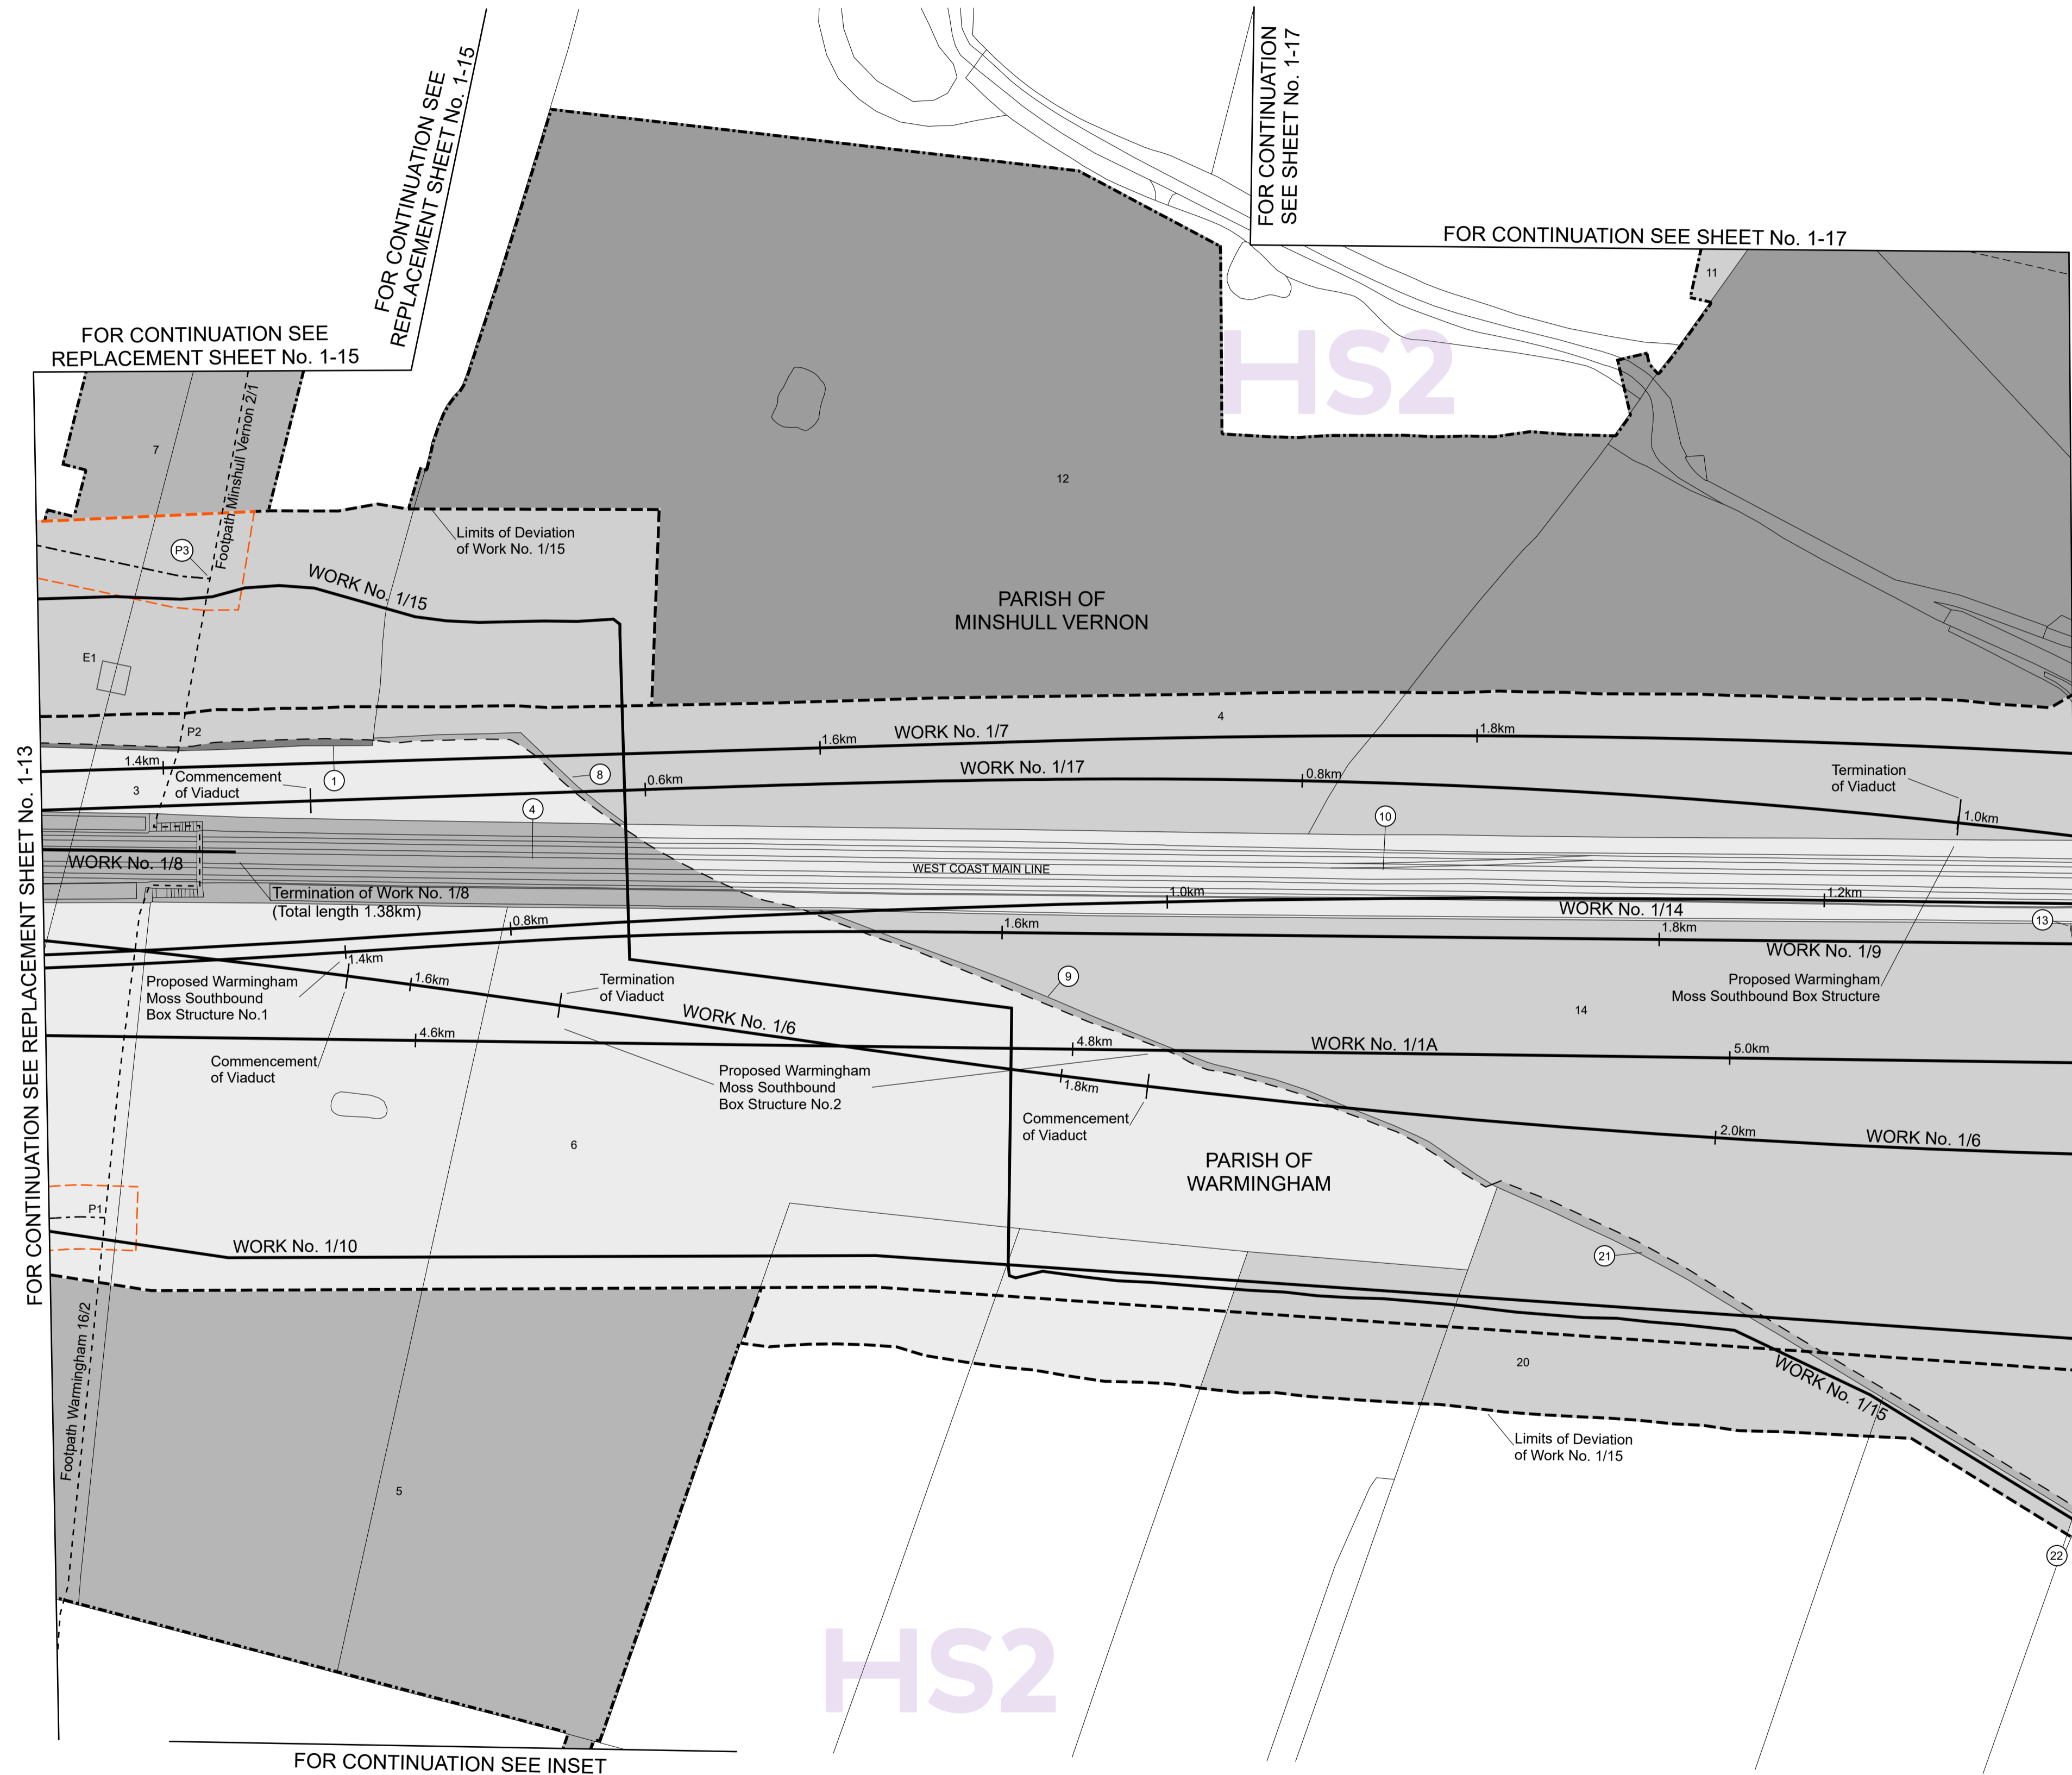 FOR CONTINUATION SEE
REPLACEMENT SHEET No. 1-15
FOR CONTINUATION SEE
REPLACEMENT SHEET No. 1-15
FOR CONTINUATION
SEE SHEET No. 1-17
FOR CONTINUATION SEE SHEET No. 1-17
11
HS2
7
Footpath Minshull Vernon 2/1
12
Limits of Deviation
of Work No. 1/15
P3
WORK No. 1/15
PARISH OF
MINSHULL VERNON
E1
P2
4
WORK No. 1/7
1.6km
1.8km
1.4km
1
Commencement
of Viaduct
3
8
0.6km
WORK No. 1/17
0.8km
Termination
of Viaduct
1.0km
4
10
FOR CONTINUATION SEE REPLACEMENT SHEET No. 1-13
WORK No. 1/8
WEST COAST MAIN LINE
Termination of Work No. 1/8
(Total length 1.38km)
0.8km
1.0km
1.2km
WORK No. 1/14
13
1.6km
1.8km
WORK No. 1/9
1.4km
Proposed Warmingham
Moss Southbound
Box Structure No.1
1.6km
Termination
of Viaduct
9
Proposed Warmingham
Moss Southbound Box Structure
14
WORK No. 1/6
4.6km
4.8km
WORK No. 1/1A
5.0km
Commencement
of Viaduct
Proposed Warmingham
Moss Southbound
Box Structure No.2
1.8km
Commencement
of Viaduct
2.0km
WORK No. 1/6
6
PARISH OF
WARMINGHAM
P1
WORK No. 1/10
21
20
WORK No. 1/15
Footpath Warmingham 16/2
Limits of Deviation
of Work No. 1/15
5
22
HS2
FOR CONTINUATION SEE INSET